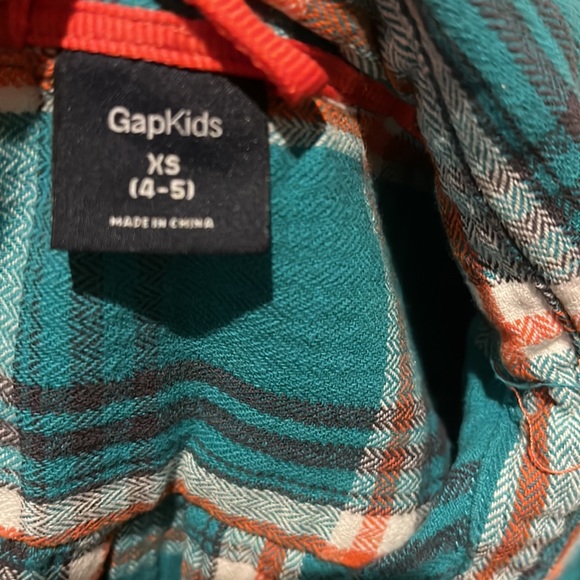 GapKids
XS
(4-5)
MADE IN CHINA